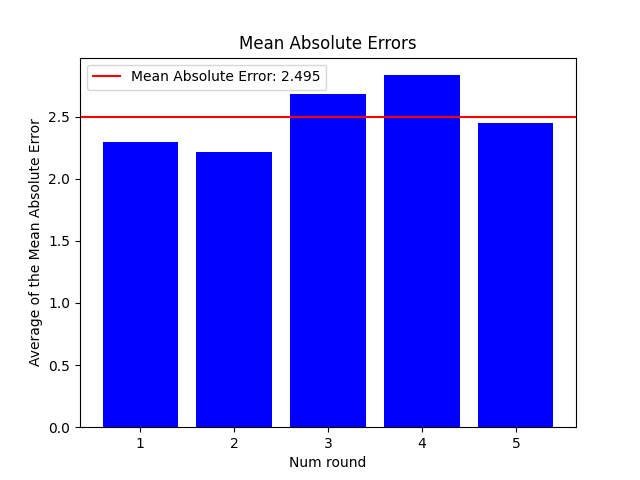 Mean Absolute Errors
Mean Absolute Error: 2.495
Average of the Mean Absolute Error
2.5
2.0
1.5
1.0
0.5
0.0
1 2 3 4 5
Num round